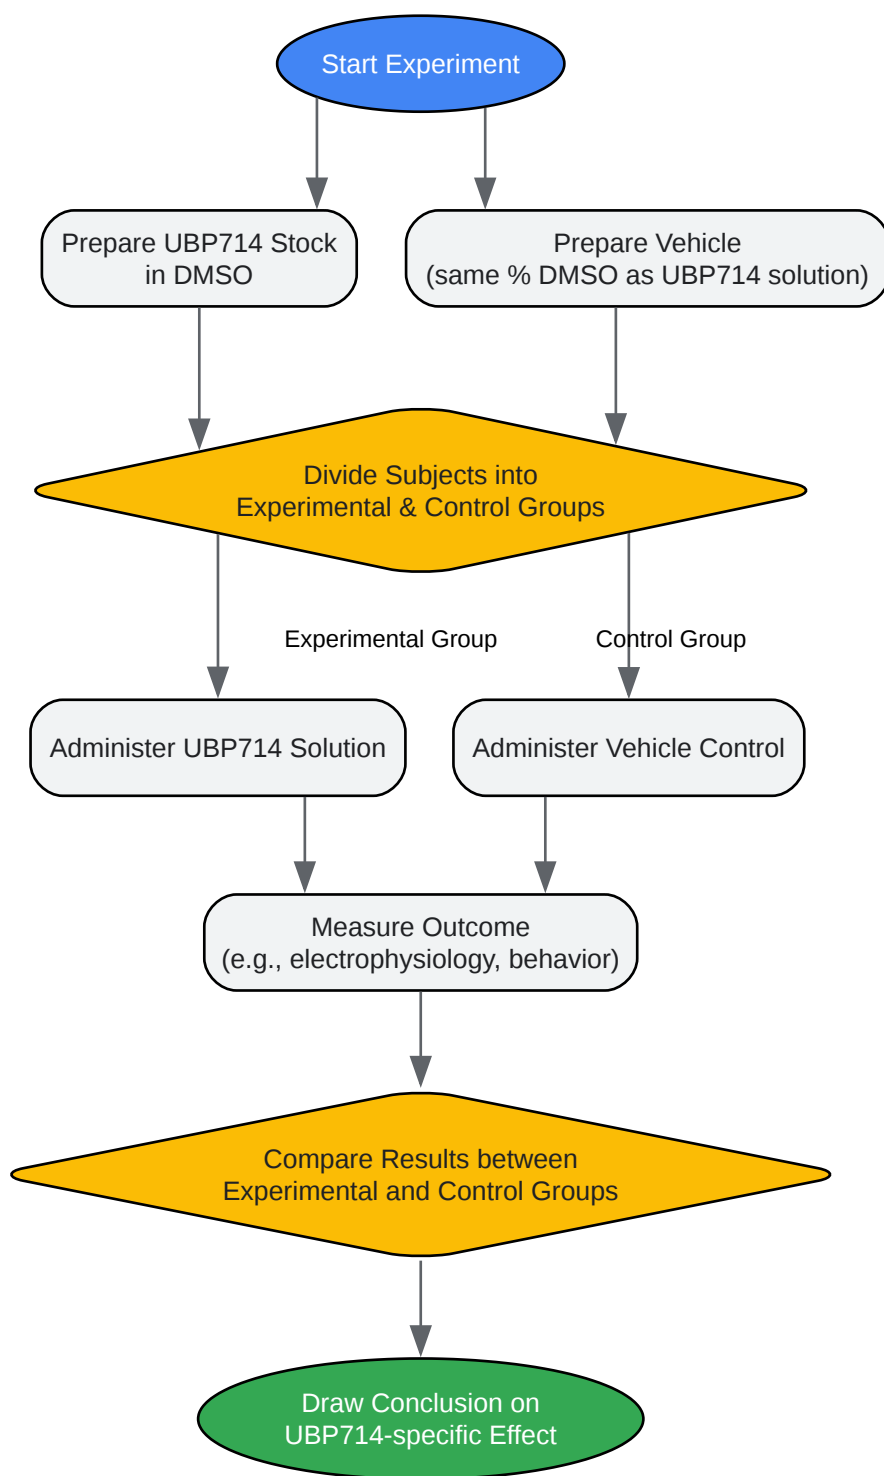 Start Experiment
Prepare UBP714 Stock
in DMSO
Prepare Vehicle
(same % DMSO as UBP714 solution)
Divide Subjects into
Experimental & Control Groups
Experimental Group
Control Group
Administer UBP714 Solution
Administer Vehicle Control
Measure Outcome
(e.g., electrophysiology, behavior)
Compare Results between
Experimental and Control Groups
Draw Conclusion on
UBP714-specific Effect